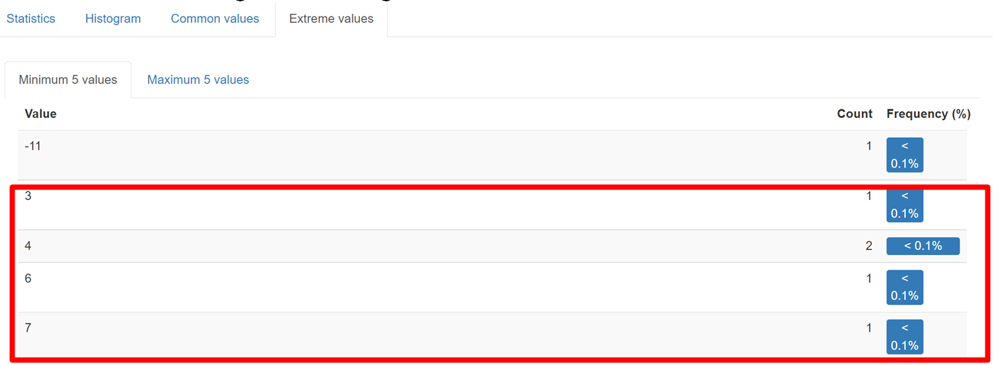 Statistics Histogram Common values Extreme values
Minimum 5 values Maximum 5 values
Value Count Frequency (%)
-11 1 <
0.1%
3 1 <
0.1%
4 2 < 0.1%
6 1 <
0.1%
7 1 <
0.1%